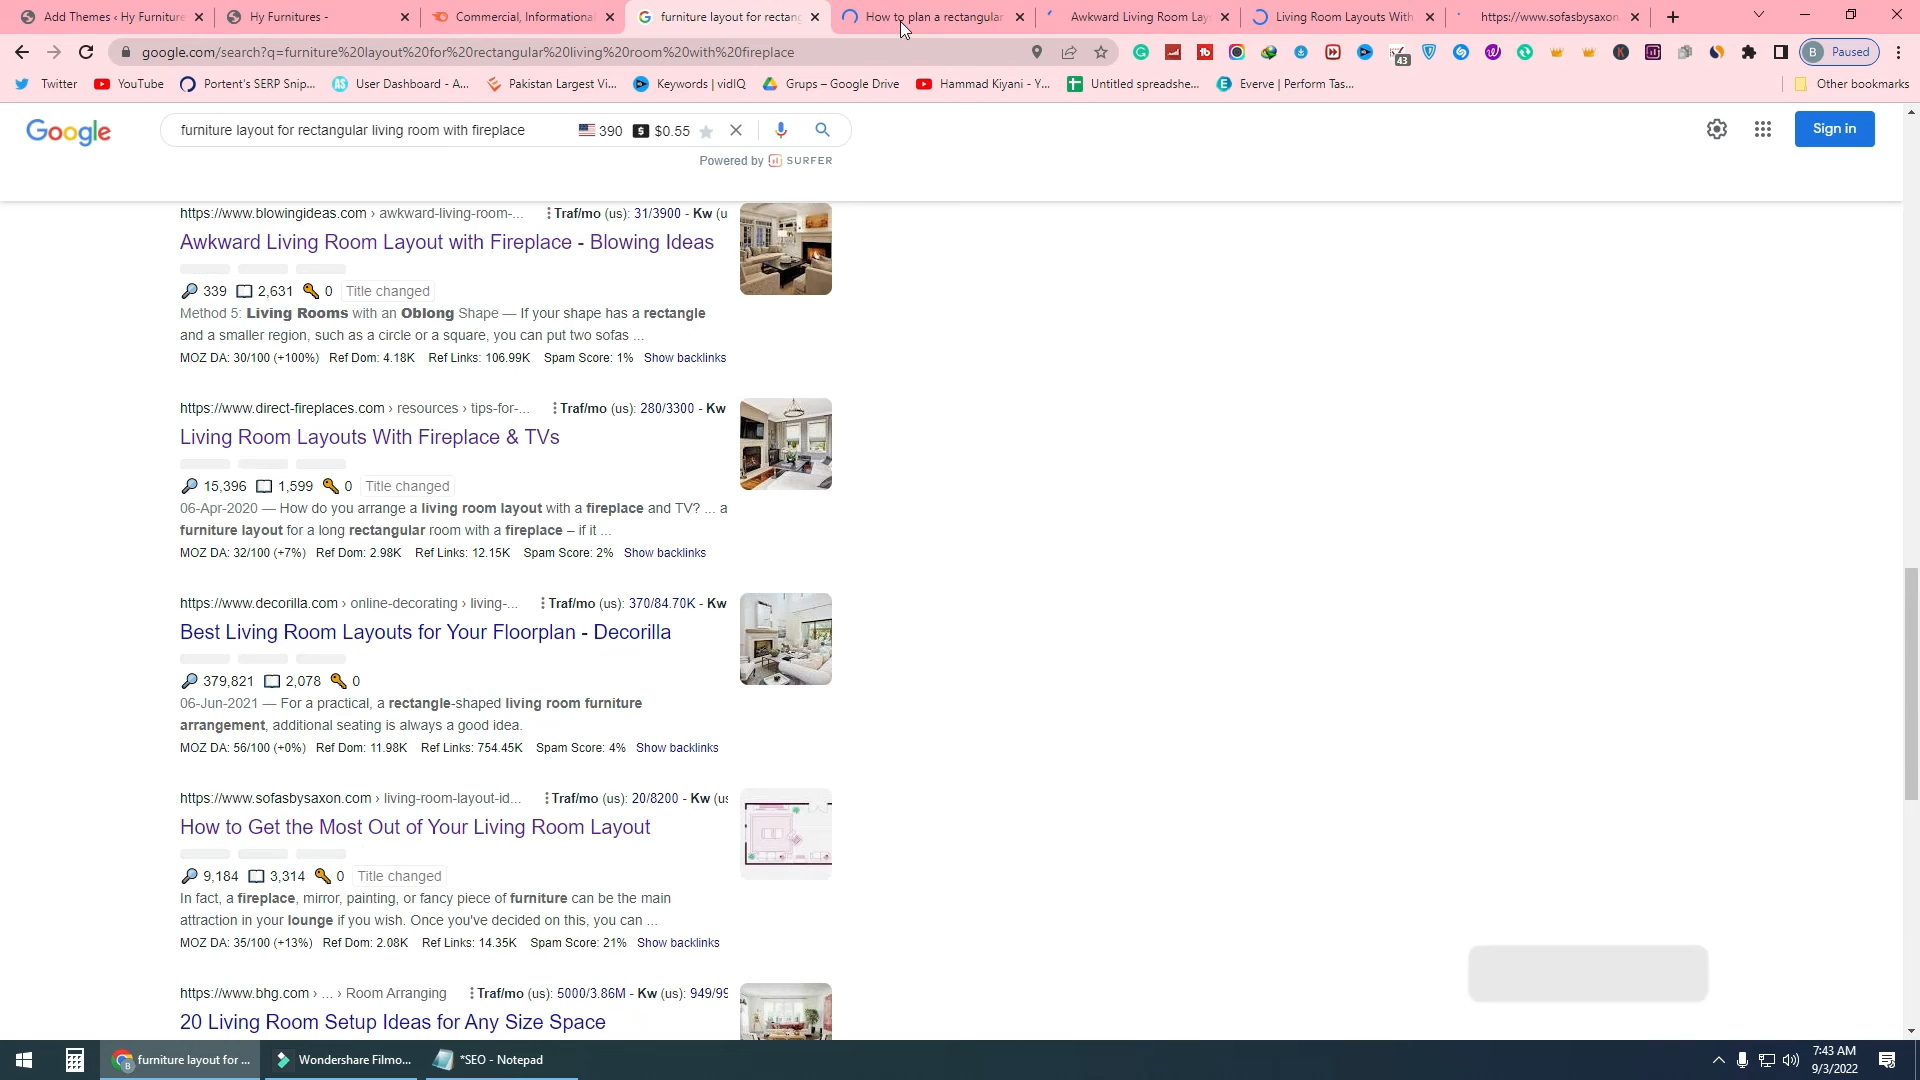 Add Themes ‹ Hy Furniture
Hy Furnitures -
Commercial, Informational
furniture layout for rectang
How to plan a rectangular
Awkward Living Room Lay
Living Room Layouts With
https://www.sofasbysaxon
google.com/search?q=furniture%20layout%20for%20rectangular%20living%20room%20with%20fireplace
43
B Paused
Twitter
YouTube
Portent's SERP Snip...
User Dashboard - A...
Pakistan Largest Vi...
Keywords | vidIQ
Grups – Google Drive
Hammad Kiyani - Y...
Untitled spreadshe...
Everve | Perform Tas...
Other bookmarks
Google
furniture layout for rectangular living room with fireplace
390 $ $0.55
Sign in
Powered by SURFER
https://www.blowingideas.com › awkward-living-room-... Traf/mo (us): 31/3900 - Kw (u
Awkward Living Room Layout with Fireplace - Blowing Ideas
339 2,631 0 Title changed
Method 5: Living Rooms with an Oblong Shape — If your shape has a rectangle
and a smaller region, such as a circle or a square, you can put two sofas ...
MOZ DA: 30/100 (+100%) Ref Dom: 4.18K Ref Links: 106.99K Spam Score: 1% Show backlinks
https://www.direct-fireplaces.com › resources › tips-for-... Traf/mo (us): 280/3300 - Kw
Living Room Layouts With Fireplace & TVs
15,396 1,599 0 Title changed
06-Apr-2020 — How do you arrange a living room layout with a fireplace and TV? ... a
furniture layout for a long rectangular room with a fireplace – if it ...
MOZ DA: 32/100 (+7%) Ref Dom: 2.98K Ref Links: 12.15K Spam Score: 2% Show backlinks
https://www.decorilla.com › online-decorating › living-... Traf/mo (us): 370/84.70K - Kw
Best Living Room Layouts for Your Floorplan - Decorilla
379,821 2,078 0
06-Jun-2021 — For a practical, a rectangle-shaped living room furniture
arrangement, additional seating is always a good idea.
MOZ DA: 56/100 (+0%) Ref Dom: 11.98K Ref Links: 754.45K Spam Score: 4% Show backlinks
https://www.sofasbysaxon.com › living-room-layout-id... Traf/mo (us): 20/8200 - Kw (us
How to Get the Most Out of Your Living Room Layout
9,184 3,314 0 Title changed
In fact, a fireplace, mirror, painting, or fancy piece of furniture can be the main
attraction in your lounge if you wish. Once you've decided on this, you can ...
MOZ DA: 35/100 (+13%) Ref Dom: 2.08K Ref Links: 14.35K Spam Score: 21% Show backlinks
https://www.bhg.com › ... › Room Arranging Traf/mo (us): 5000/3.86M - Kw (us): 949/99
20 Living Room Setup Ideas for Any Size Space
furniture layout for ...
Wondershare Filmo...
*SEO - Notepad
7:43 AM
9/3/2022